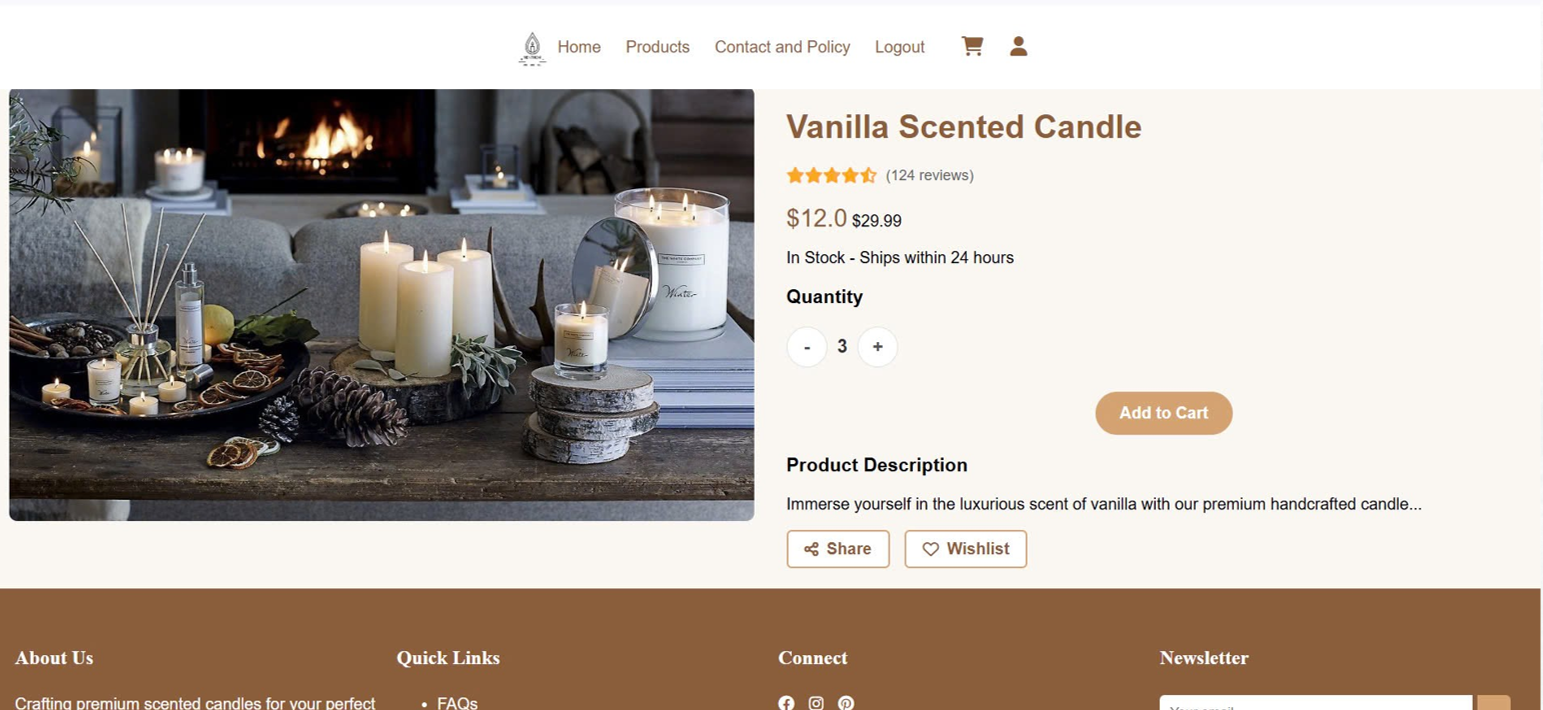 Home Products Contact and Policy Logout
Vanilla Scented Candle
(124 reviews)
$12.0 $29.99
In Stock - Ships within 24 hours
Quantity
- 3 +
Add to Cart
Product Description
Immerse yourself in the luxurious scent of vanilla with our premium handcrafted candle...
Share Wishlist
Winter
About Us Quick Links Connect Newsletter
Crafting premium scented candles for your perfect • FAQs